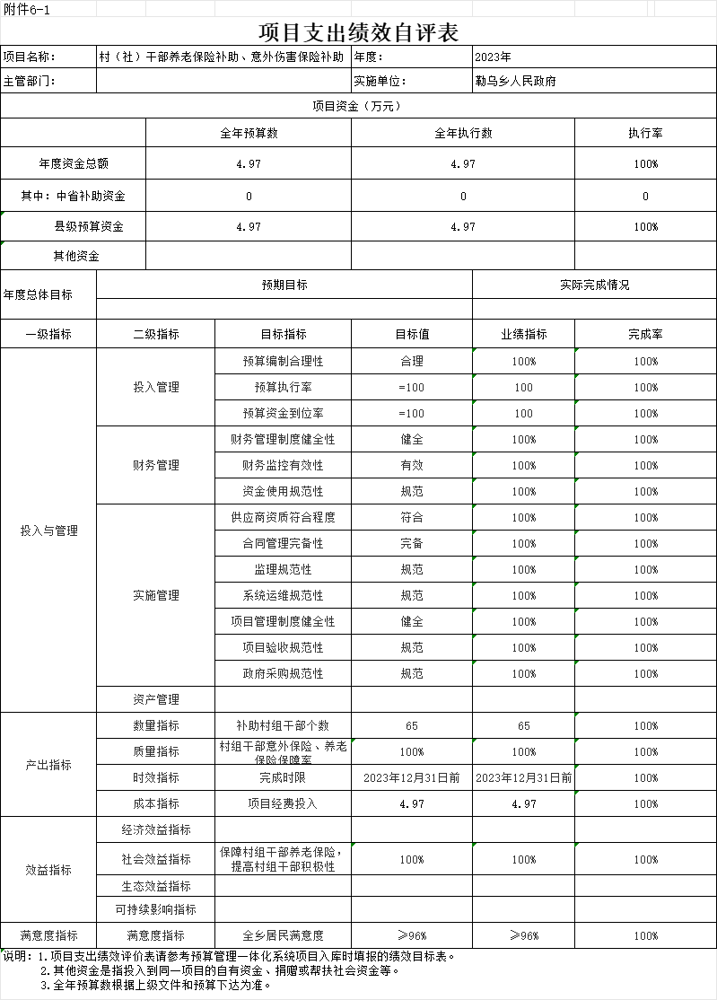 附件6-1
项目支出绩效自评表
项目名称： 村（社）干部养老保险补助、意外伤害保险补助 年度： 2023年
主管部门： 实施单位： 勒乌乡人民政府
项目资金（万元）
全年预算数 全年执行数 执行率
年度资金总额 4.97 4.97 100%
其中：中省补助资金 0 0 0
县级预算资金 4.97 4.97 100%
其他资金
年度总体目标 预期目标 实际完成情况
一级指标 二级指标 目标指标 目标值 业绩指标 完成率
投入与管理 投入管理 预算编制合理性 合理 100% 100%
预算执行率 =100 100 100%
预算资金到位率 =100 100 100%
财务管理 财务管理制度健全性 健全 100% 100%
财务监控有效性 有效 100% 100%
资金使用规范性 规范 100% 100%
实施管理 供应商资质符合程度 符合 100% 100%
合同管理完备性 完备 100% 100%
监理规范性 规范 100% 100%
系统运维规范性 规范 100% 100%
项目管理制度健全性 健全 100% 100%
项目验收规范性 规范 100% 100%
政府采购规范性 规范 100% 100%
资产管理
产出指标 数量指标 补助村组干部个数 65 65 100%
质量指标 村组干部意外保险、养老
保险保障率 100% 100% 100%
时效指标 完成时限 2023年12月31日前 2023年12月31日前 100%
成本指标 项目经费投入 4.97 4.97 100%
效益指标 经济效益指标
社会效益指标 保障村组干部养老保险，
提高村组干部积极性 100% 100% 100%
生态效益指标
可持续影响指标
满意度指标 满意度指标 全乡居民满意度 ≥96% ≥96% 100%
说明：1.项目支出绩效评价表请参考预算管理一体化系统项目入库时填报的绩效目标表。
2.其他资金是指投入到同一项目的自有资金、捐赠或帮扶社会资金等。
3.全年预算数根据上级文件和预算下达为准。